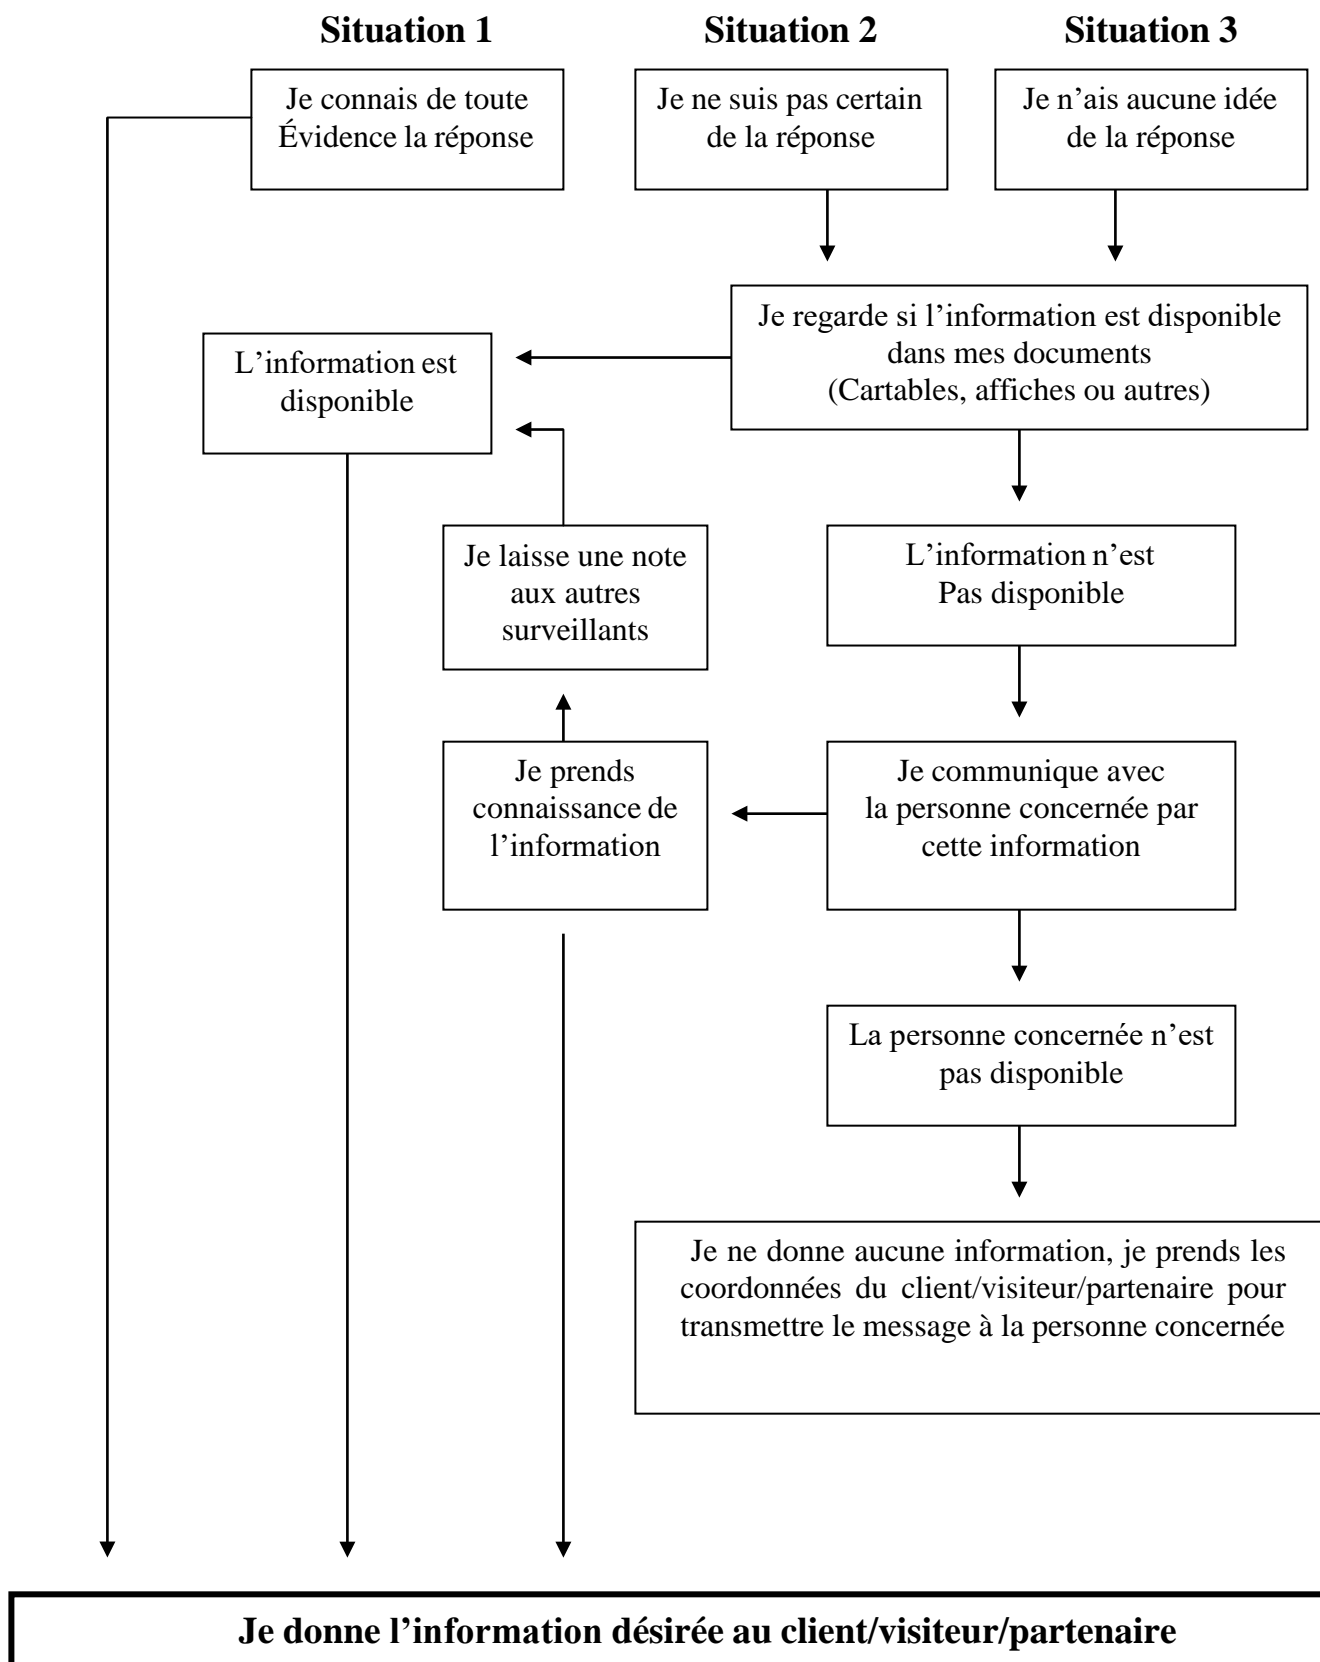 Situation 1
Situation 2
Situation 3
Je connais de toute
Évidence la réponse
Je ne suis pas certain
de la réponse
Je n’ais aucune idée
de la réponse
Je regarde si l’information est disponible
dans mes documents
(Cartables, affiches ou autres)
L’information est
disponible
Je laisse une note
aux autres
surveillants
L’information n’est
Pas disponible
Je prends
connaissance de
l’information
Je communique avec
la personne concernée par
cette information
La personne concernée n’est
pas disponible
Je ne donne aucune information, je prends les
coordonnées du client/visiteur/partenaire pour
transmettre le message à la personne concernée
Je donne l’information désirée au client/visiteur/partenaire